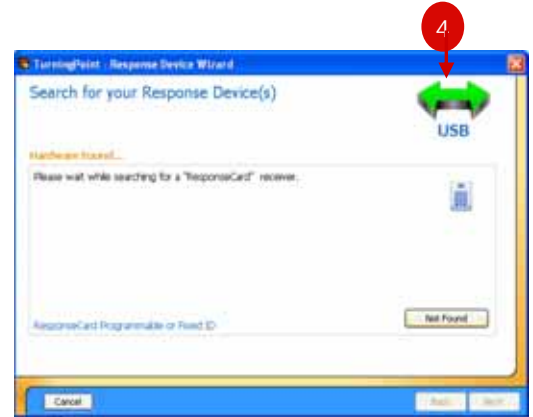 4.
TurningPoint - Response Device Wizard
Search for your Response Device(s)
USB
Hardware Found...
Please wait while searching for a "ResponseCard" receiver.
ResponseCard Programmable or Fixed ID
Not Found
Cancel
Back
Next